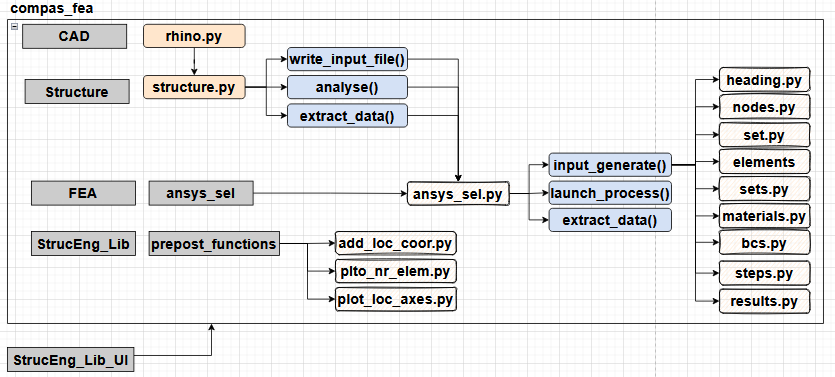 compas_fea
CAD
rhino.py
Structure
structure.py
write_input_file()
analyse()
extract_data()
FEA
ansys_sel
ansys_sel.py
input_generate()
launch_process()
extract_data()
heading.py
nodes.py
set.py
elements
sets.py
materials.py
bcs.py
steps.py
results.py
StrucEng_Lib
prepost_functions
add_loc_coor.py
plto_nr_elem.py
plot_loc_axes.py
StrucEng_Lib_UI